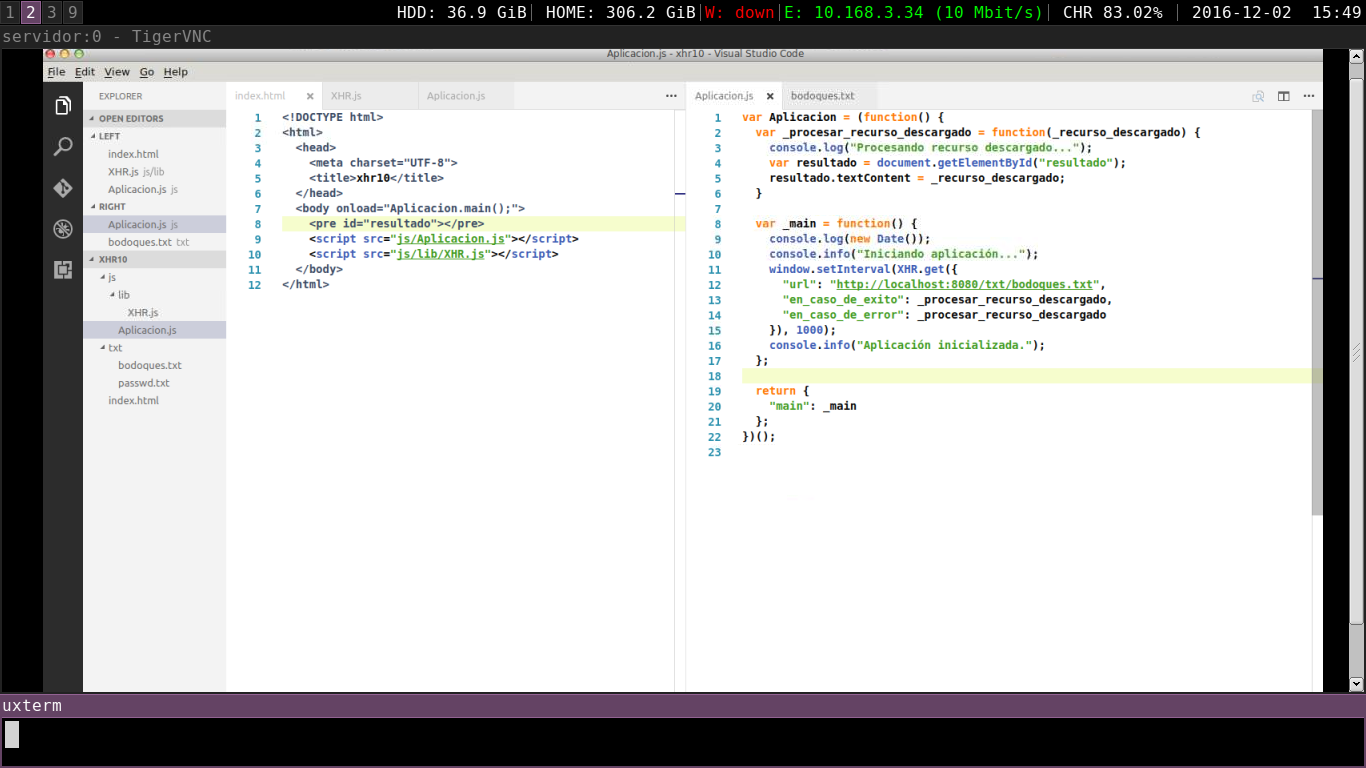 1 2 3 9 HDD: 36.9 GiB| HOME: 306.2 GiB|W: down|E: 10.168.3.34 (10 Mbit/s)| CHR 83.02% | 2016-12-02 15:49
servidor:0 - TigerVNC
Aplicacion.js - xhr10 - Visual Studio Code
File Edit View Go Help
EXPLORER
OPEN EDITORS
LEFT
index.html
XHR.js js/lib
Aplicacion.js js
RIGHT
Aplicacion.js js
bodoques.txt txt
XHR10
js
lib
XHR.js
Aplicacion.js
txt
bodoques.txt
passwd.txt
index.html
index.html × XHR.js Aplicacion.js ...
1 <!DOCTYPE html>
2 <html>
3 <head>
4 <meta charset="UTF-8">
5 <title>xhr10</title>
6 </head>
7 <body onload="Aplicacion.main();">
8 <pre id="resultado"></pre>
9 <script src="js/Aplicacion.js"></script>
10 <script src="js/lib/XHR.js"></script>
11 </body>
12 </html>
Aplicacion.js × bodoques.txt ...
1 var Aplicacion = (function() {
2 var _procesar_recurso_descargado = function(_recurso_descargado) {
3 console.log("Procesando recurso descargado...");
4 var resultado = document.getElementById("resultado");
5 resultado.textContent = _recurso_descargado;
6 }
7
8 var _main = function() {
9 console.log(new Date());
10 console.info("Iniciando aplicación...");
11 window.setInterval(XHR.get({
12 "url": "http://localhost:8080/txt/bodoques.txt",
13 "en_caso_de_exito": _procesar_recurso_descargado,
14 "en_caso_de_error": _procesar_recurso_descargado
15 }), 1000);
16 console.info("Aplicación inicializada.");
17 };
18
19 return {
20 "main": _main
21 };
22 })();
23
uxterm